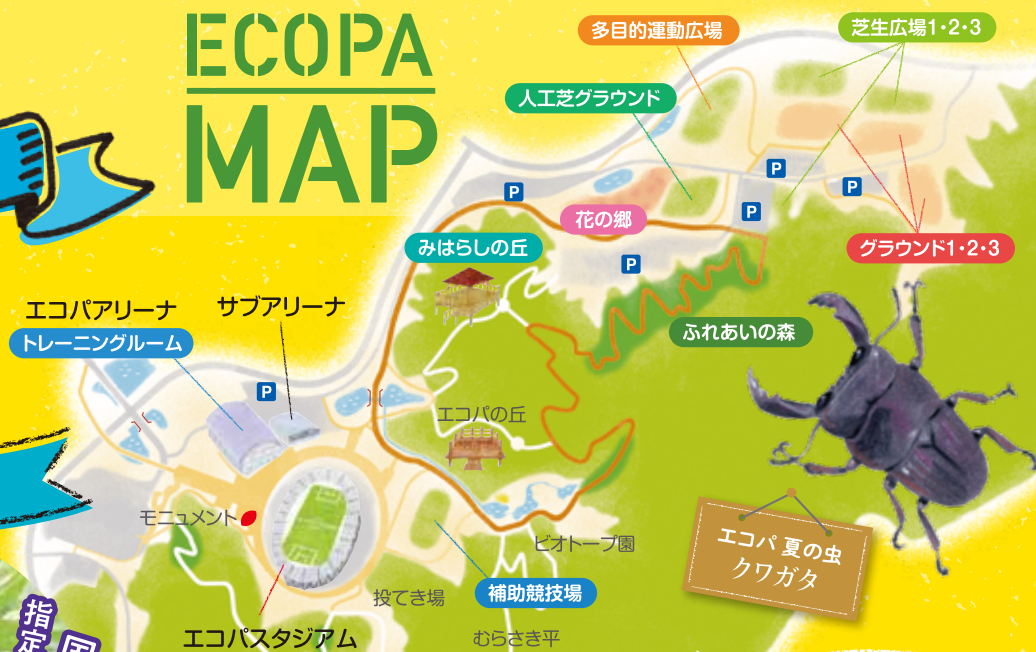 ECOPA
MAP
多目的運動広場
芝生広場1・2・3
人工芝グラウンド
P
P
P
P
花の郷
みはらしの丘
P
グラウンド1・2・3
エコパアリーナ
サブアリーナ
トレーニングルーム
ふれあいの森
P
エコパの丘
モニュメント
ビオトープ園
エコパ 夏の虫
クワガタ
投てき場
補助競技場
エコパスタジアム
むらさき平
指定